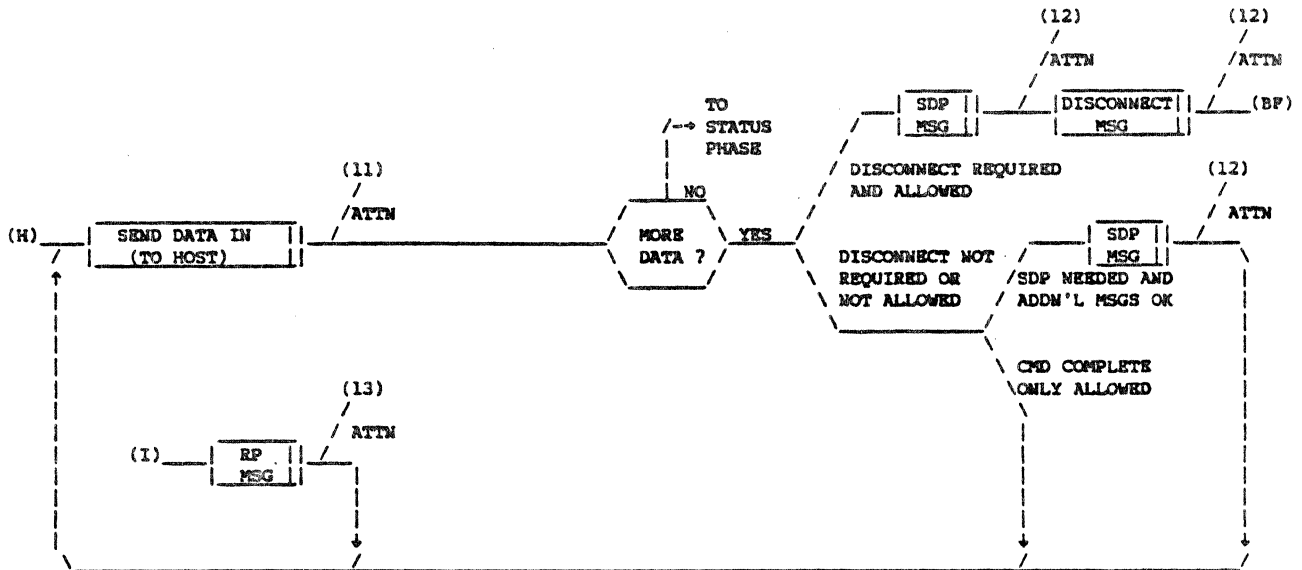 (12) (12)
ATTN ATTN
TO
STATUS
PHASE
SDP
MSG
DISCONNECT
MSG
(BF)
DISCONNECT REQUIRED
AND ALLOWED
(11)
ATTN
NO
(12)
ATTN
(H)
SEND DATA IN
(TO HOST)
MORE
DATA ?
YES
SDP
MSG
DISCONNECT NOT
REQUIRED OR
NOT ALLOWED
SDP NEEDED AND
ADDN'L MSGS OK
CMD COMPLETE
ONLY ALLOWED
(13)
ATTN
(I)
RP
MSG